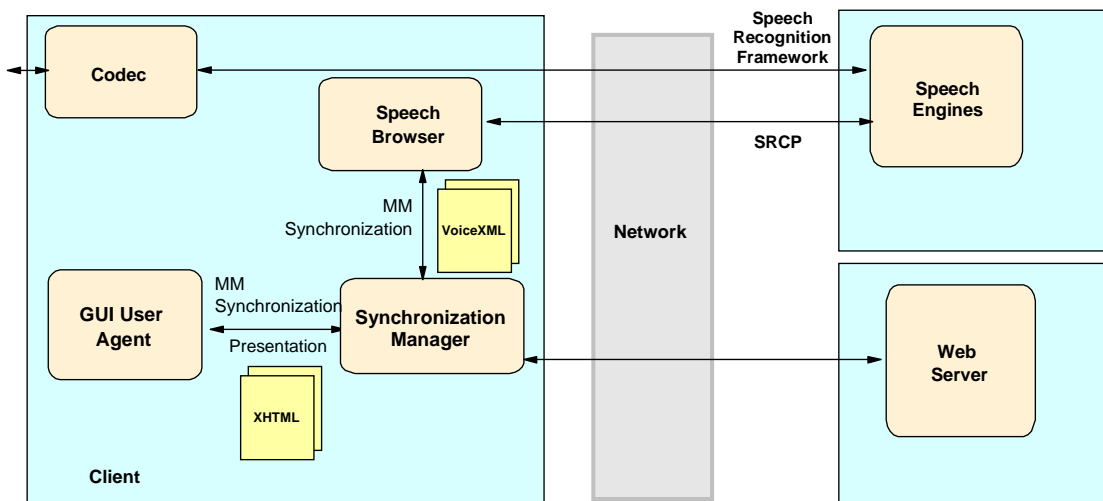 Codec
Speech
Browser
MM
Synchronization
VoiceXML
GUI User
Agent
MM
Synchronization
Presentation
Synchronization
Manager
XHTML
Client
Network
Speech
Recognition
Framework
SRCP
Speech
Engines
Web
Server